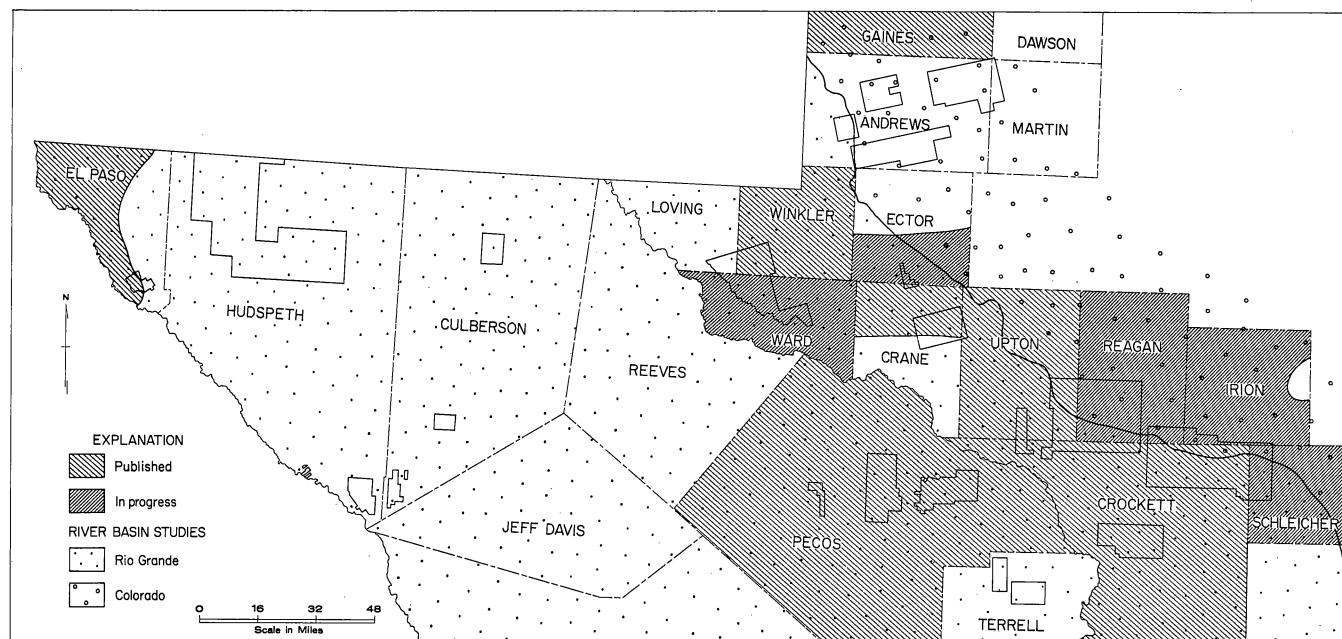 GAINES
DAWSON
ANDREWS
MARTIN
EL PASO
LOVING
WINKLER
ECTOR
HUDSPETH
CULBERSON
REEVES
WARD
CRANE
UPTON
REAGAN
IRION
N
JEFF DAVIS
PECOS
CROCKETT
SCHLEICHER
TERRELL
EXPLANATION
Published
In progress
RIVER BASIN STUDIES
Rio Grande
Colorado
0 16 32 48
Scale in Miles